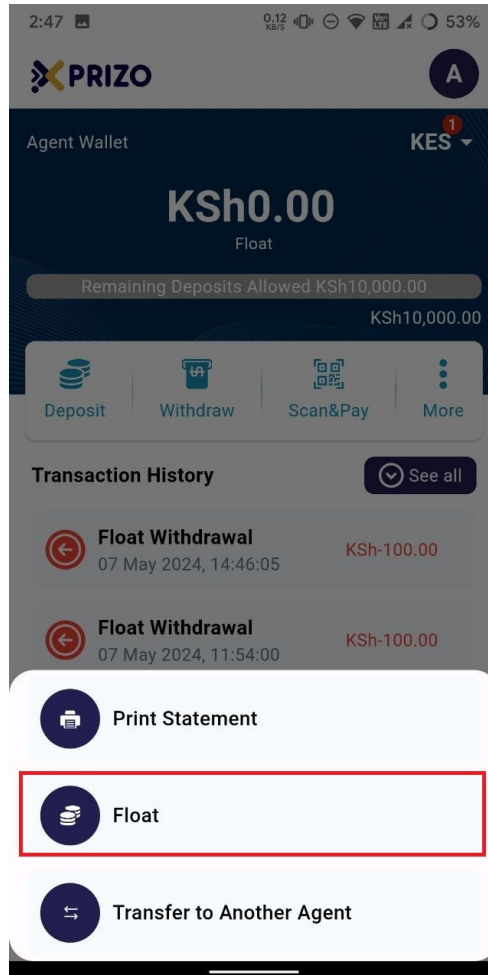 2:47 0.12 KB/S VoLTE 53%
XPRIZO A
Agent Wallet 1 KES
KSh0.00
Float
Remaining Deposits Allowed KSh10,000.00
KSh10,000.00
Deposit Withdraw Scan&Pay More
Transaction History See all
Float Withdrawal
07 May 2024, 14:46:05 KSh-100.00
Float Withdrawal
07 May 2024, 11:54:00 KSh-100.00
Print Statement
Float
Transfer to Another Agent